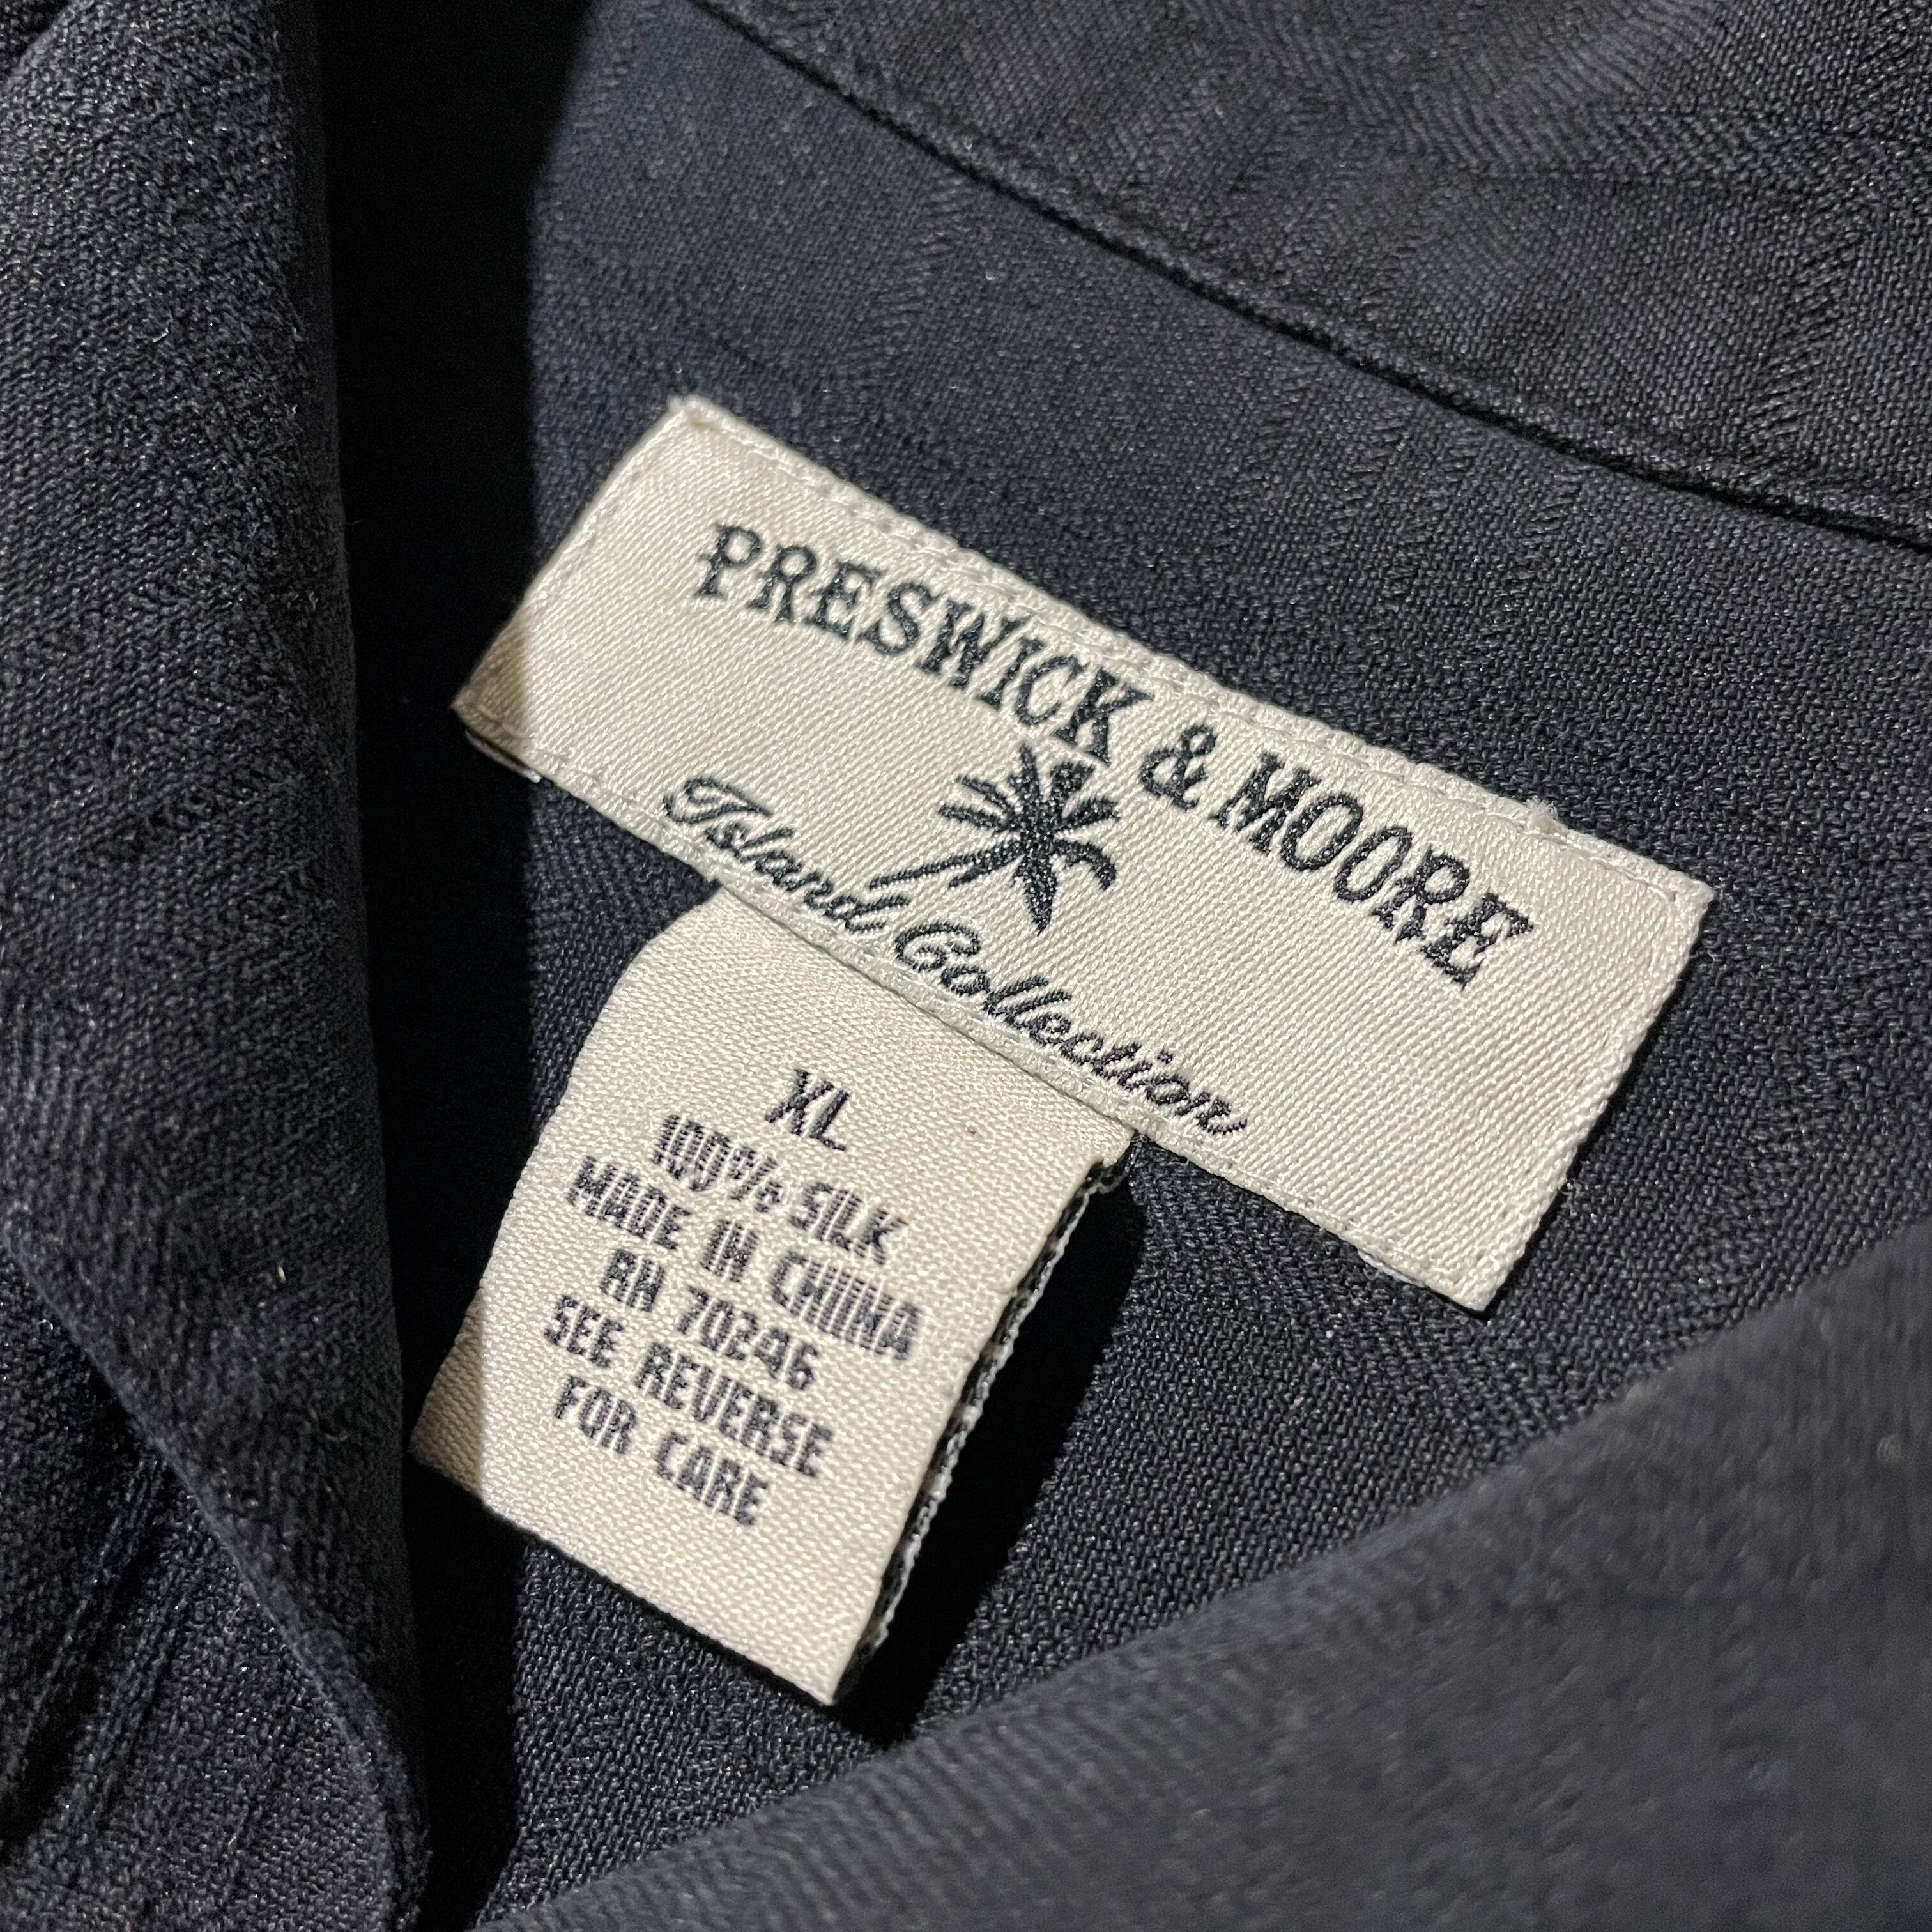 PRESWICK & MOORE
Island Collection
XL
100% SILK
MADE IN CHINA
RN 70246
SEE REVERSE
FOR CARE